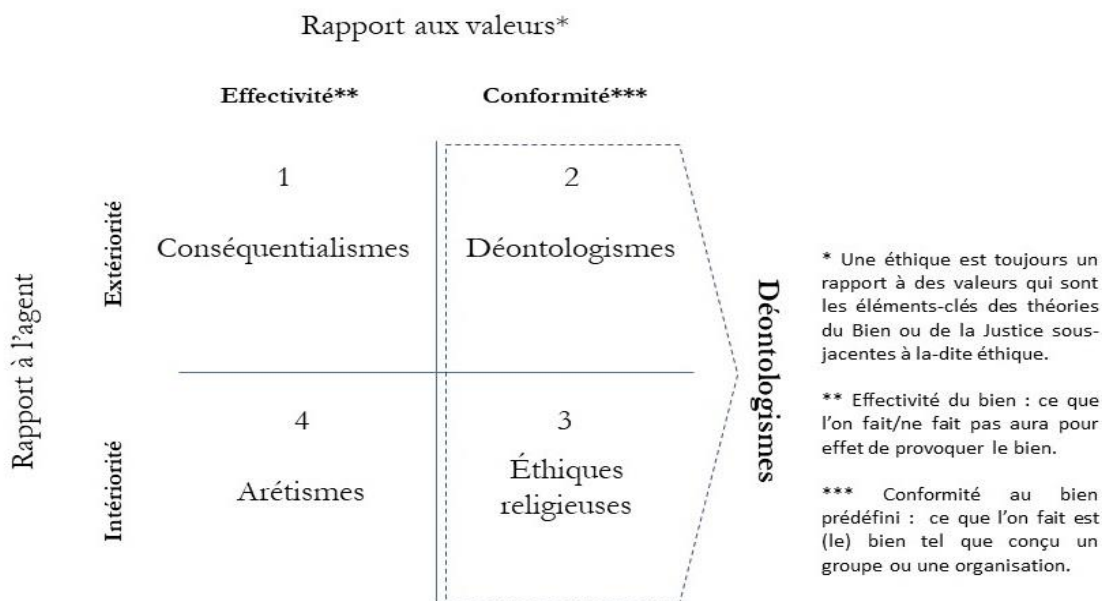 Rapport aux valeurs*
Effectivité**
Conformité***
Rapport à l'agent
Extériorité
1
Conséquentialismes
2
Déontologismes
Intériorité
4
Arétismes
3
Éthiques
religieuses
Déontologismes
* Une éthique est toujours un
rapport à des valeurs qui sont
les éléments-clés des théories
du Bien ou de la Justice sous-
jacentes à la-dite éthique.
** Effectivité du bien : ce que
l'on fait/ne fait pas aura pour
effet de provoquer le bien.
*** Conformité au bien
prédéfini : ce que l'on fait est
(le) bien tel que conçu un
groupe ou une organisation.